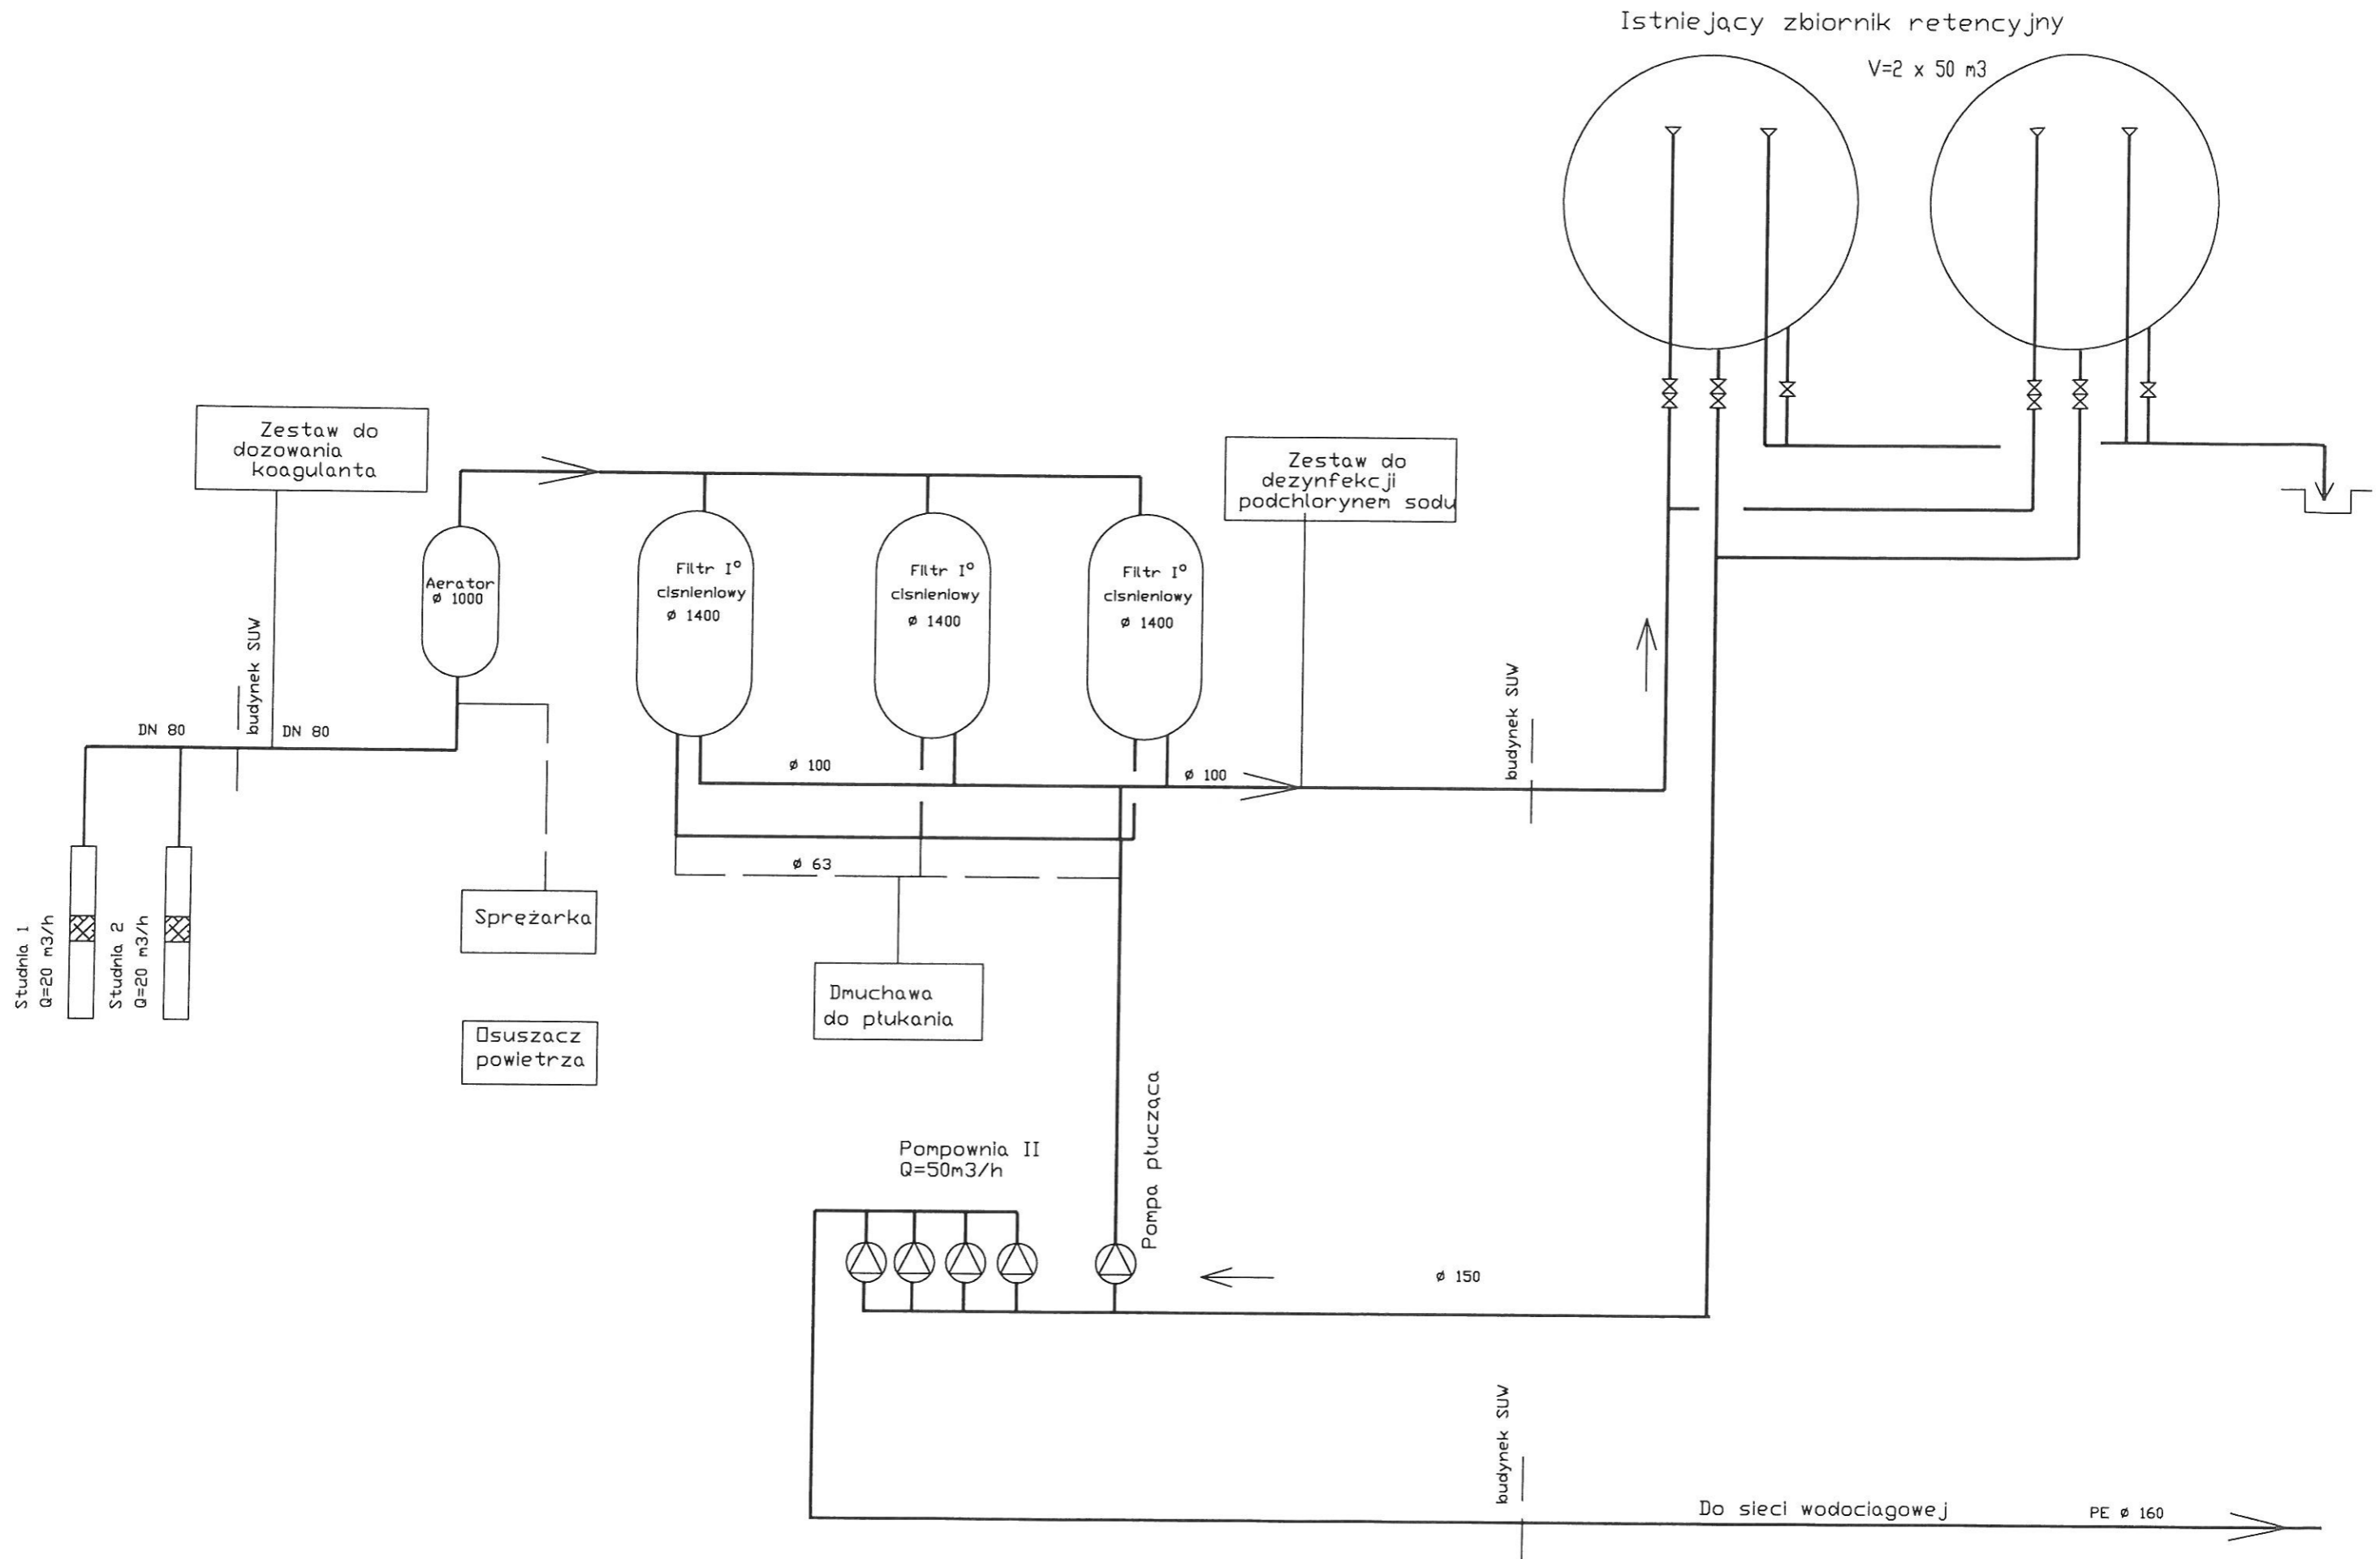 Istniejący zbiornik retencyjny
V=2 x 50 m3
Zestaw do
dozowania
koagulanta
Zestaw do
dezynfekcji
podchlorynem sodu
Aerator
ø 1000
Filtr I°
cisnieniowy
ø 1400
Filtr I°
cisnieniowy
ø 1400
Filtr I°
cisnieniowy
ø 1400
budynek SUW
DN 80
DN 80
budynek SUW
ø 100
ø 100
ø 63
Studnia 1
Q=20 m3/h
Studnia 2
Q=20 m3/h
Sprężarka
Osuszacz
powietrza
Dmuchawa
do płukania
Pompa płucząca
Pompownia II
Q=50m3/h
ø 150
budynek SUW
Do sieci wodociagowej
PE ø 160